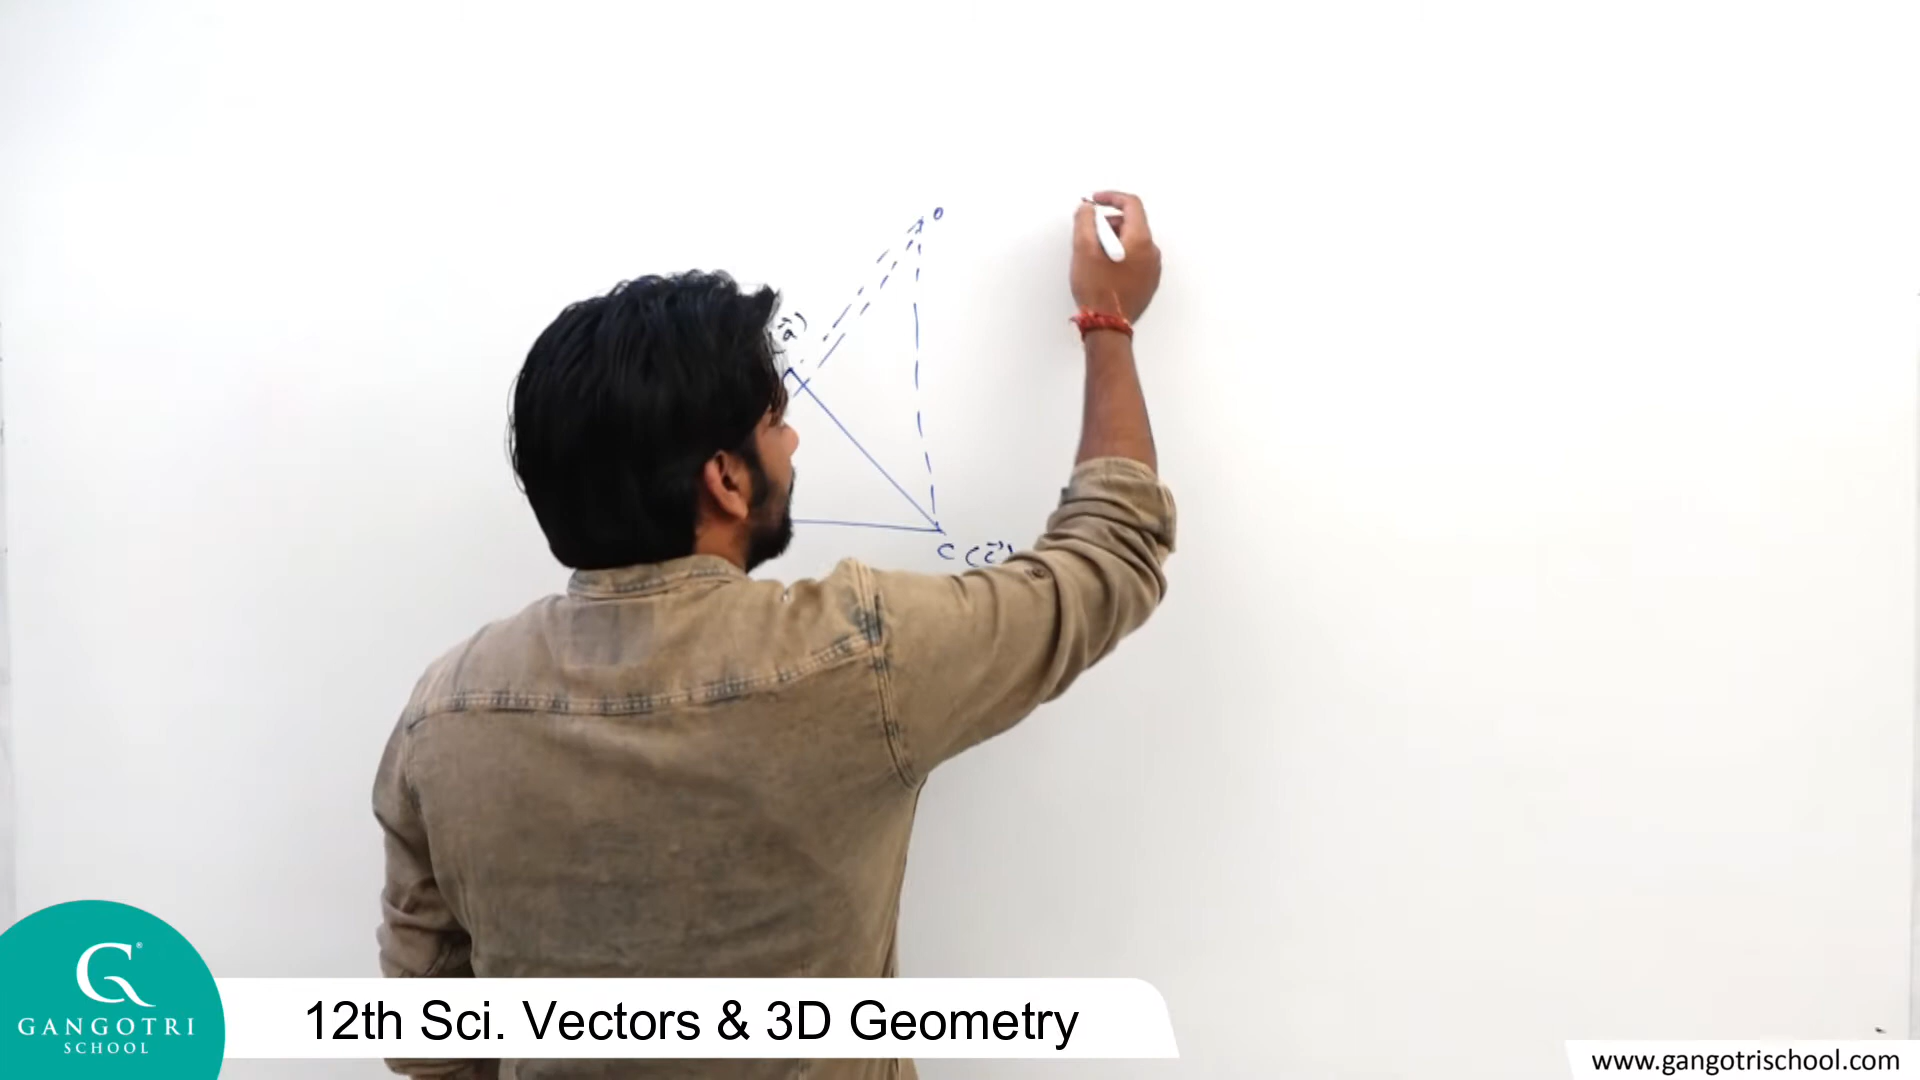 O
(a⃗)
C (c⃗)
G®
GANGOTRI
SCHOOL
12th Sci. Vectors & 3D Geometry
www.gangotrischool.com